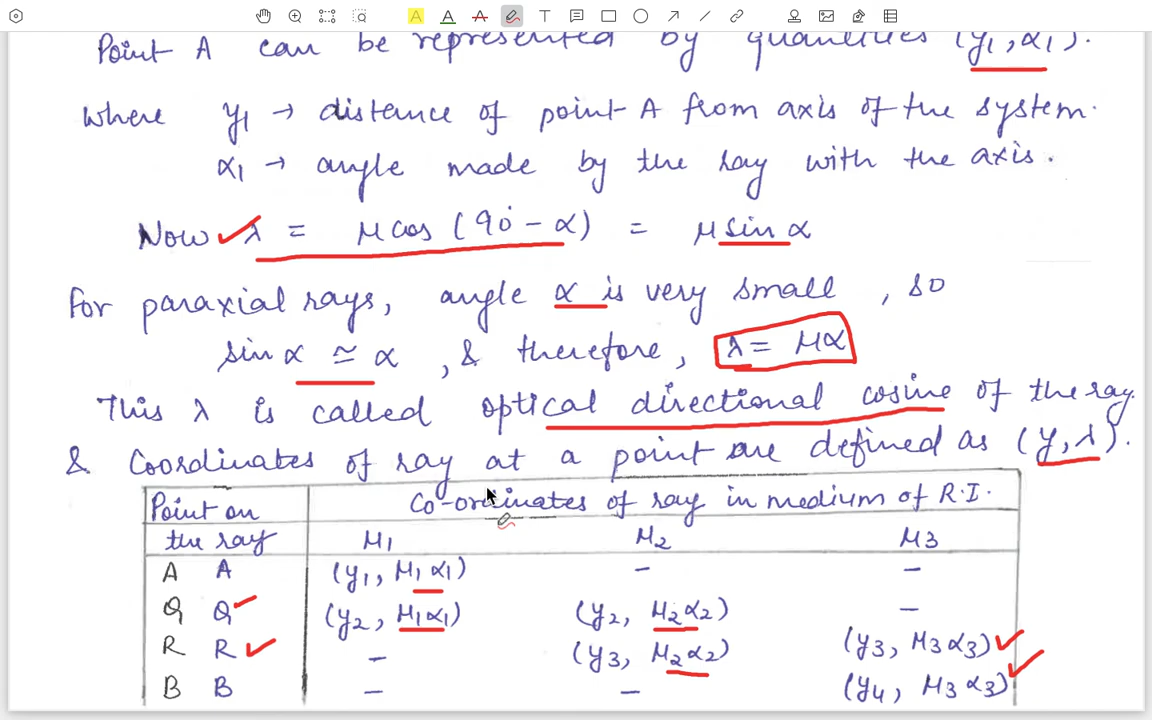 Point A can be represented by quantities (y1, α1).
where y1 → distance of point A from axis of the system.
α1 → angle made by the ray with the axis.
Now λ = μ cos (90° - α) = μ sin α
For paraxial rays, angle α is very small, so
sin α ≃ α, & therefore, λ = μα
This λ is called optical directional cosine of the ray.
& Coordinates of ray at a point are defined as (y, λ).
Point on the ray Co-ordinates of ray in medium of R.I.
μ1 μ2 μ3
A A (y1, μ1 α1) - -
Q Q (y2, μ1α1) (y2, μ2α2) -
R R - (y3, μ2α2) (y3, μ3α3)
B B - - (y4, μ3α3)